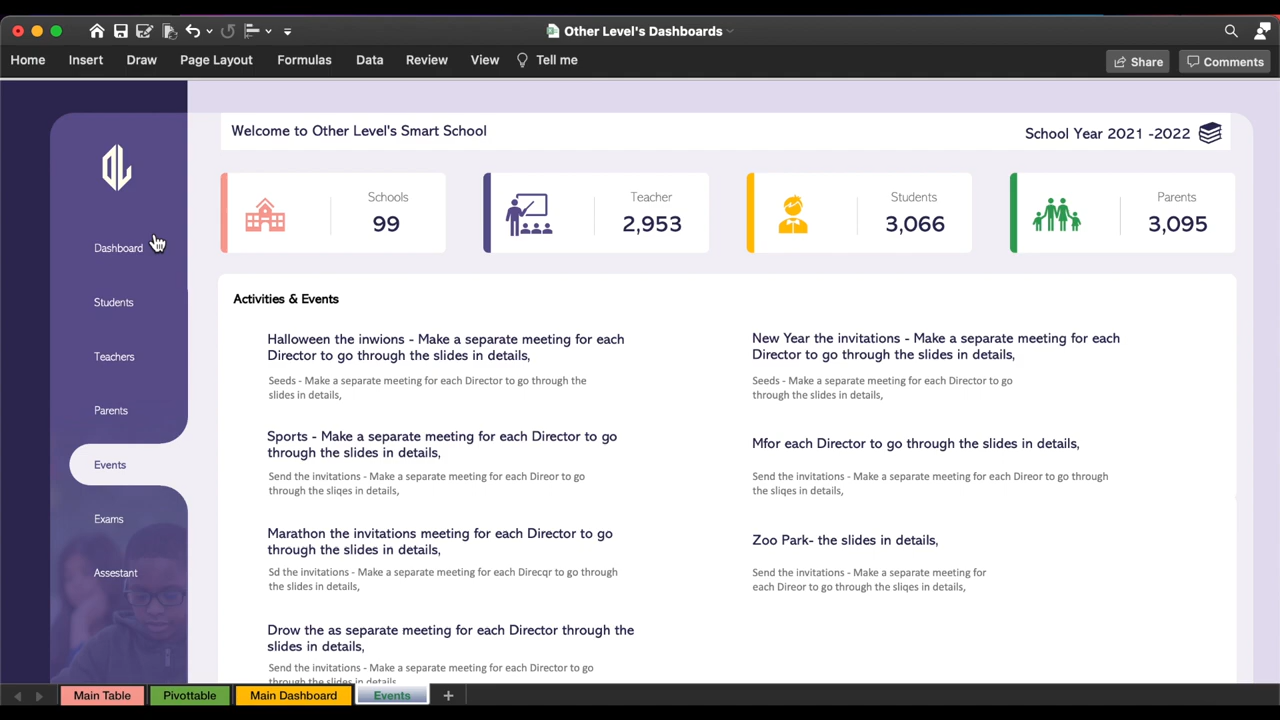 Other Level's Dashboards
Home Insert Draw Page Layout Formulas Data Review View Tell me
Share Comments
Welcome to Other Level's Smart School
School Year 2021 -2022
Schools
99
Teacher
2,953
Students
3,066
Parents
3,095
Dashboard
Students
Teachers
Parents
Events
Exams
Assestant
Activities & Events
Halloween the inwions - Make a separate meeting for each
Director to go through the slides in details,
Seeds - Make a separate meeting for each Director to go through the
slides in details,
Sports - Make a separate meeting for each Director to go
through the slides in details,
Send the invitations - Make a separate meeting for each Direor to go
through the sliqes in details,
Marathon the invitations meeting for each Director to go
through the slides in details,
Sd the invitations - Make a separate meeting for each Direcqr to go through
the slides in details,
Drow the as separate meeting for each Director through the
slides in details,
Send the invitations - Make a separate meeting for each Director to go
through the slides in details,
New Year the invitations - Make a separate meeting for each
Director to go through the slides in details,
Seeds - Make a separate meeting for each Director to go
through the slides in details,
Mfor each Director to go through the slides in details,
Send the invitations - Make a separate meeting for each Direor to go through
the sliqes in details,
Zoo Park- the slides in details,
Send the invitations - Make a separate meeting for
each Direor to go through the sliqes in details,
Main Table Pivottable Main Dashboard Events